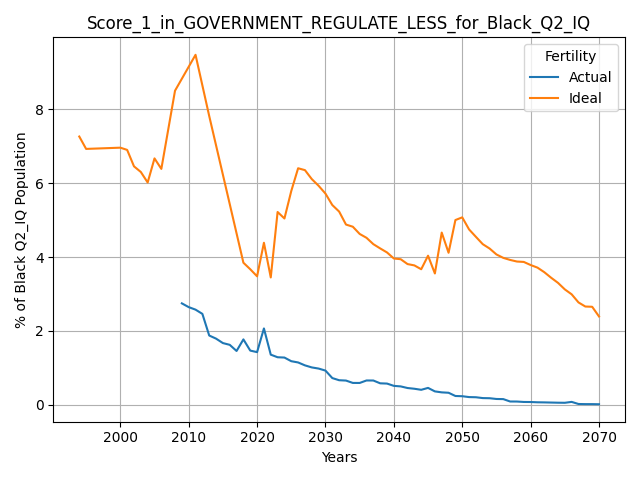 Score_1_in_GOVERNMENT_REGULATE_LESS_for_Black_Q2_IQ
Fertility
Actual
Ideal
% of Black Q2_IQ Population
8
6
4
2
0
2000 2010 2020 2030 2040 2050 2060 2070
Years